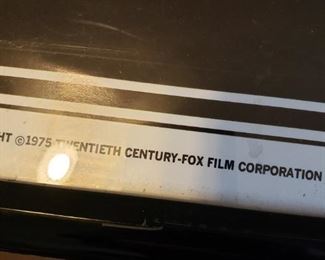 HT ©1975 TWENTIETH CENTURY-FOX FILM CORPORATION